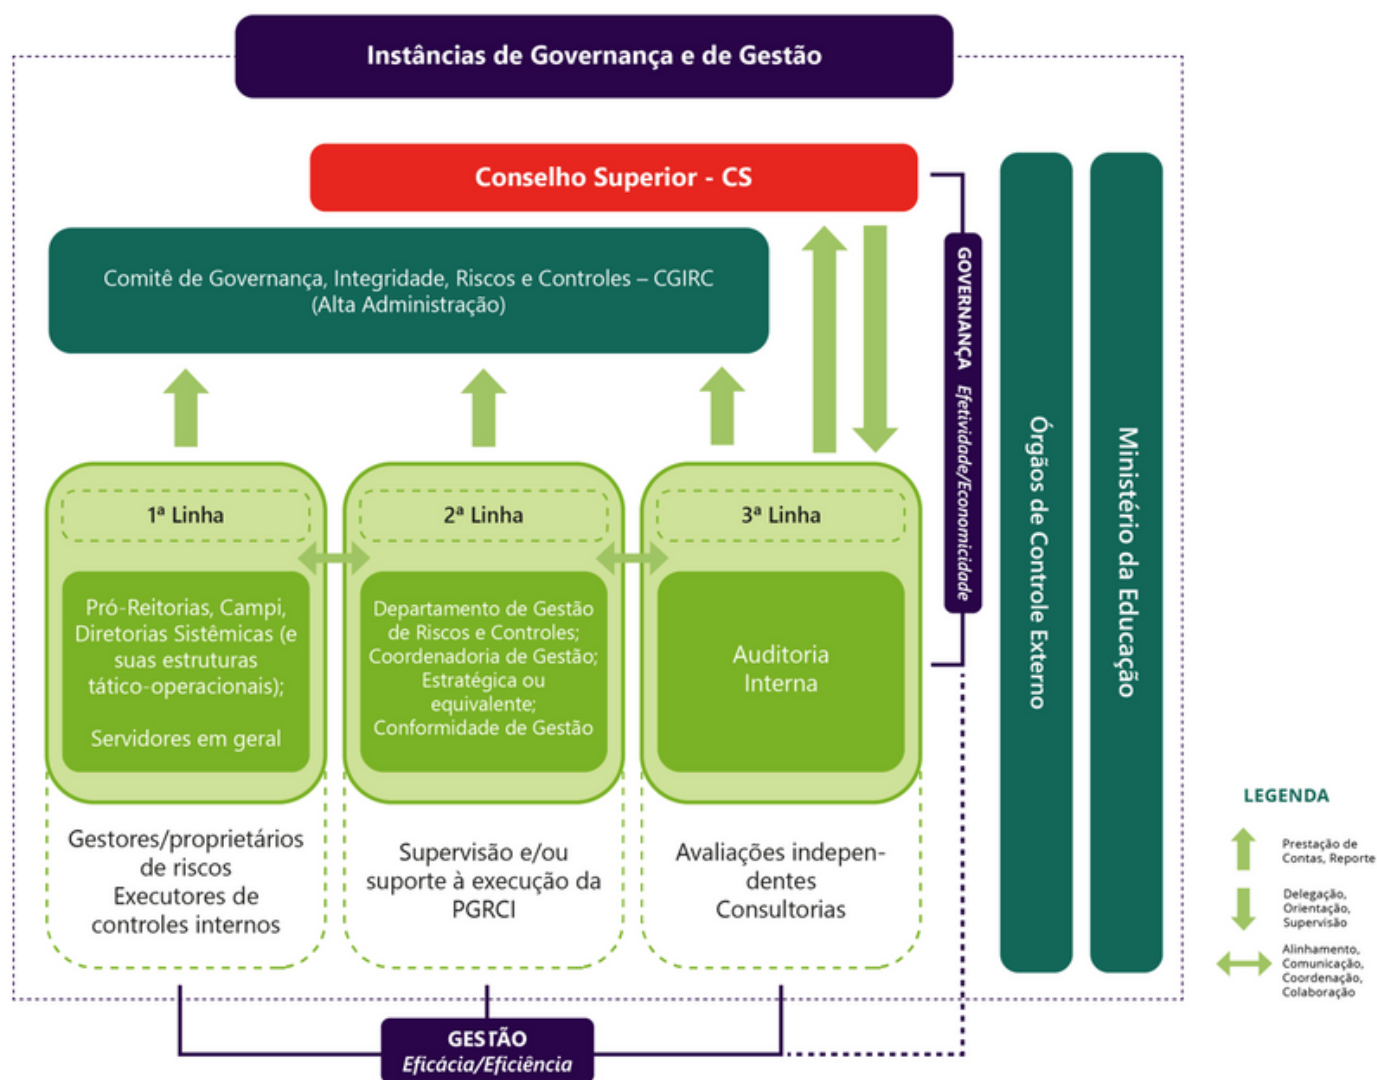 Instâncias de Governança e de Gestão
Conselho Superior - CS
Comitê de Governança, Integridade, Riscos e Controles – CGIRC
(Alta Administração)
1ª Linha
Pró-Reitorias, Campi,
Diretorias Sistêmicas (e
suas estruturas
tático-operacionais);
Servidores em geral
Gestores/proprietários
de riscos
Executores de
controles internos
2ª Linha
Departamento de Gestão
de Riscos e Controles;
Coordenadoria de Gestão;
Estratégica ou
equivalente;
Conformidade de Gestão
Supervisão e/ou
suporte à execução da
PGRCI
3ª Linha
Auditoria
Interna
Avaliações indepen-
dentes
Consultorias
GOVERNANÇA Efetividade/Economicidade
Órgãos de Controle Externo
Ministério da Educação
GESTÃO
Eficácia/Eficiência
LEGENDA
Prestação de
Contas, Reporte
Delegação,
Orientação,
Supervisão
Alinhamento,
Comunicação,
Coordenação,
Colaboração